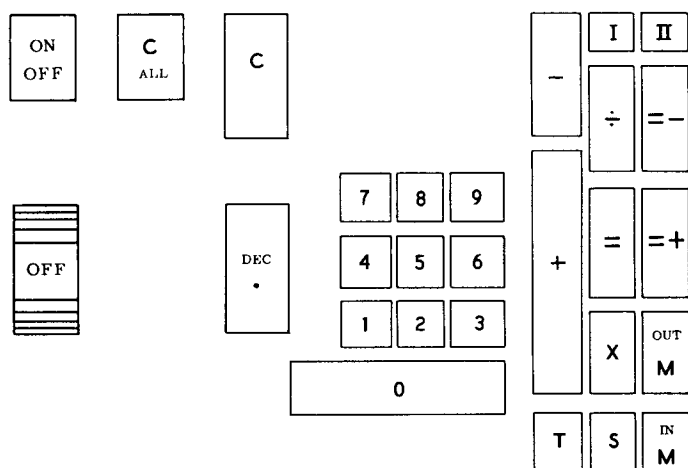 ON
OFF
C
ALL
C
-
I
II
÷
=-
7
8
9
OFF
DEC
.
4
5
6
+
=
=+
1
2
3
X
OUT
M
0
T
S
IN
M